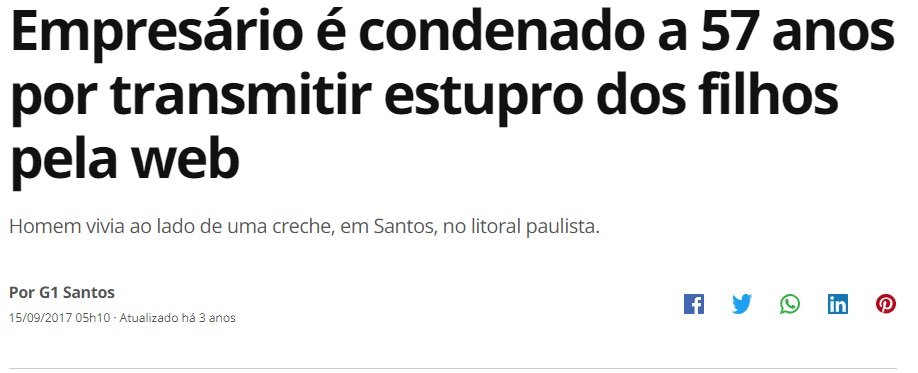 Empresário é condenado a 57 anos
por transmitir estupro dos filhos
pela web
Homem vivia ao lado de uma creche, em Santos, no litoral paulista.
Por G1 Santos
15/09/2017 05h10 · Atualizado há 3 anos